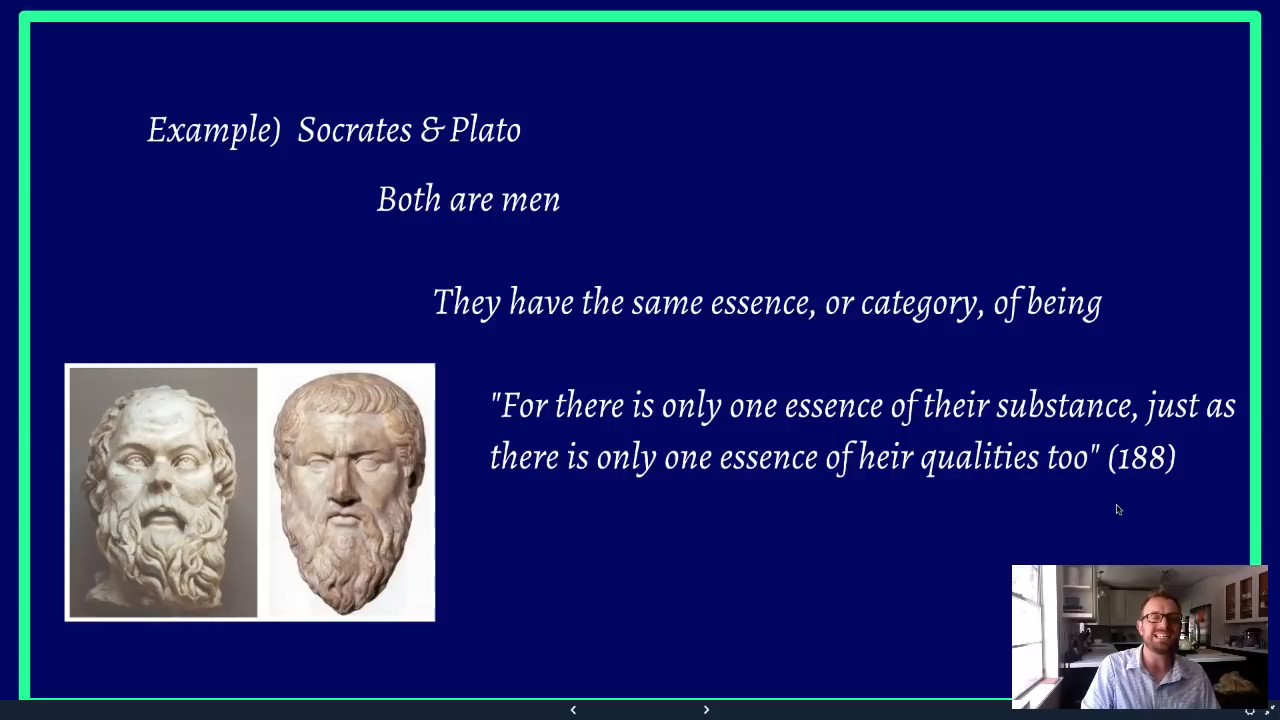 Example) Socrates & Plato
Both are men
They have the same essence, or category, of being
"For there is only one essence of their substance, just as
there is only one essence of heir qualities too" (188)